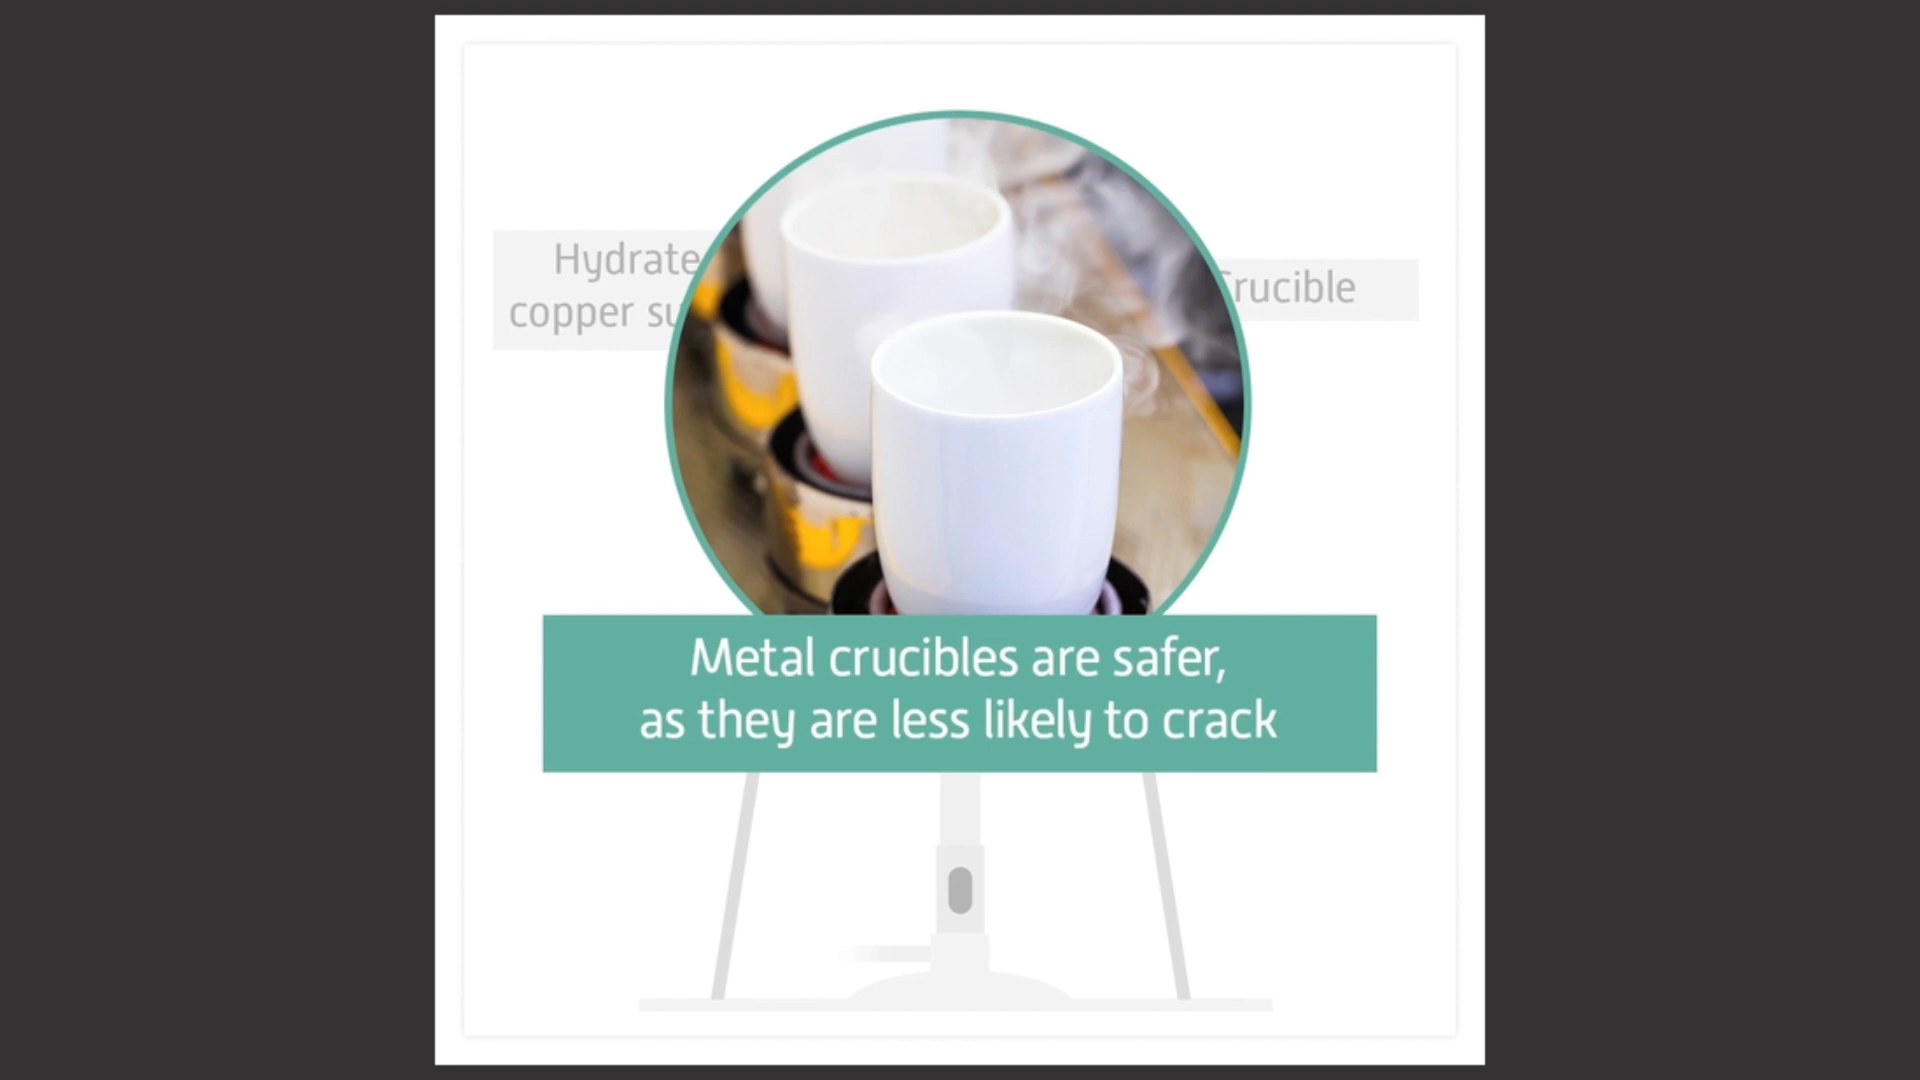 Hydrate
copper su
rucible
Metal crucibles are safer,
as they are less likely to crack